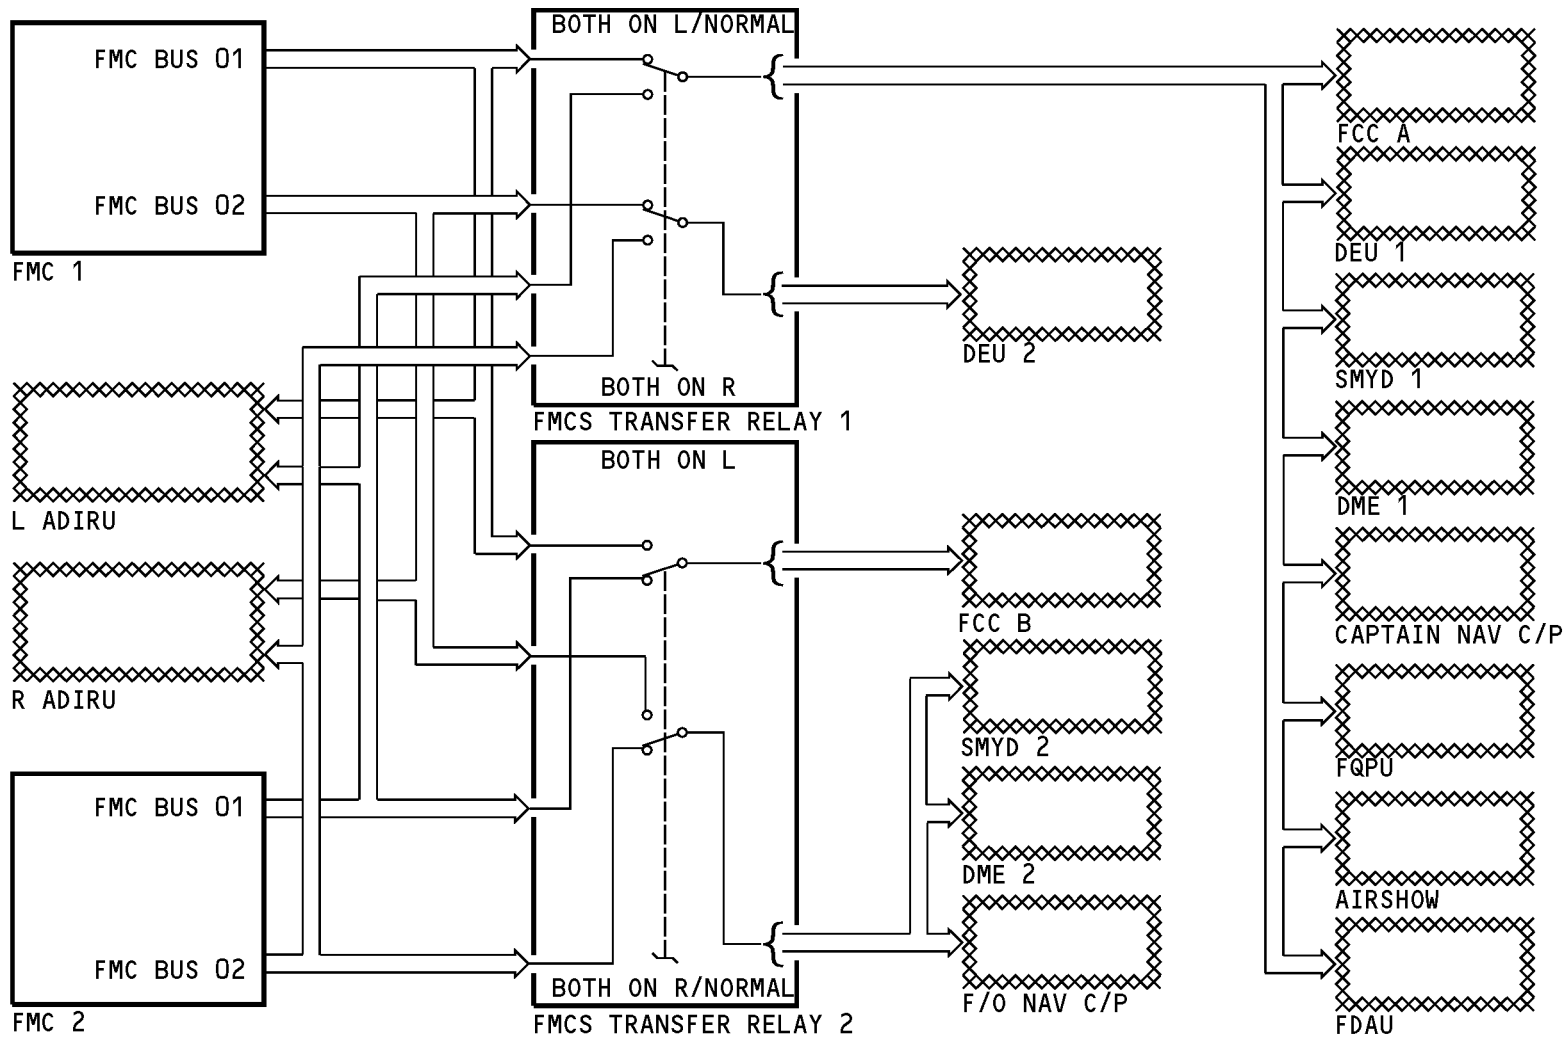 BOTH ON L/NORMAL
FMC BUS 01
FMC BUS 02
FMC 1
FCC A
DEU 1
DEU 2
SMYD 1
BOTH ON R
FMCS TRANSFER RELAY 1
BOTH ON L
L ADIRU
DME 1
FCC B
CAPTAIN NAV C/P
R ADIRU
SMYD 2
FQPU
FMC BUS 01
DME 2
AIRSHOW
FMC BUS 02
BOTH ON R/NORMAL
F/O NAV C/P
FMC 2
FMCS TRANSFER RELAY 2
FDAU